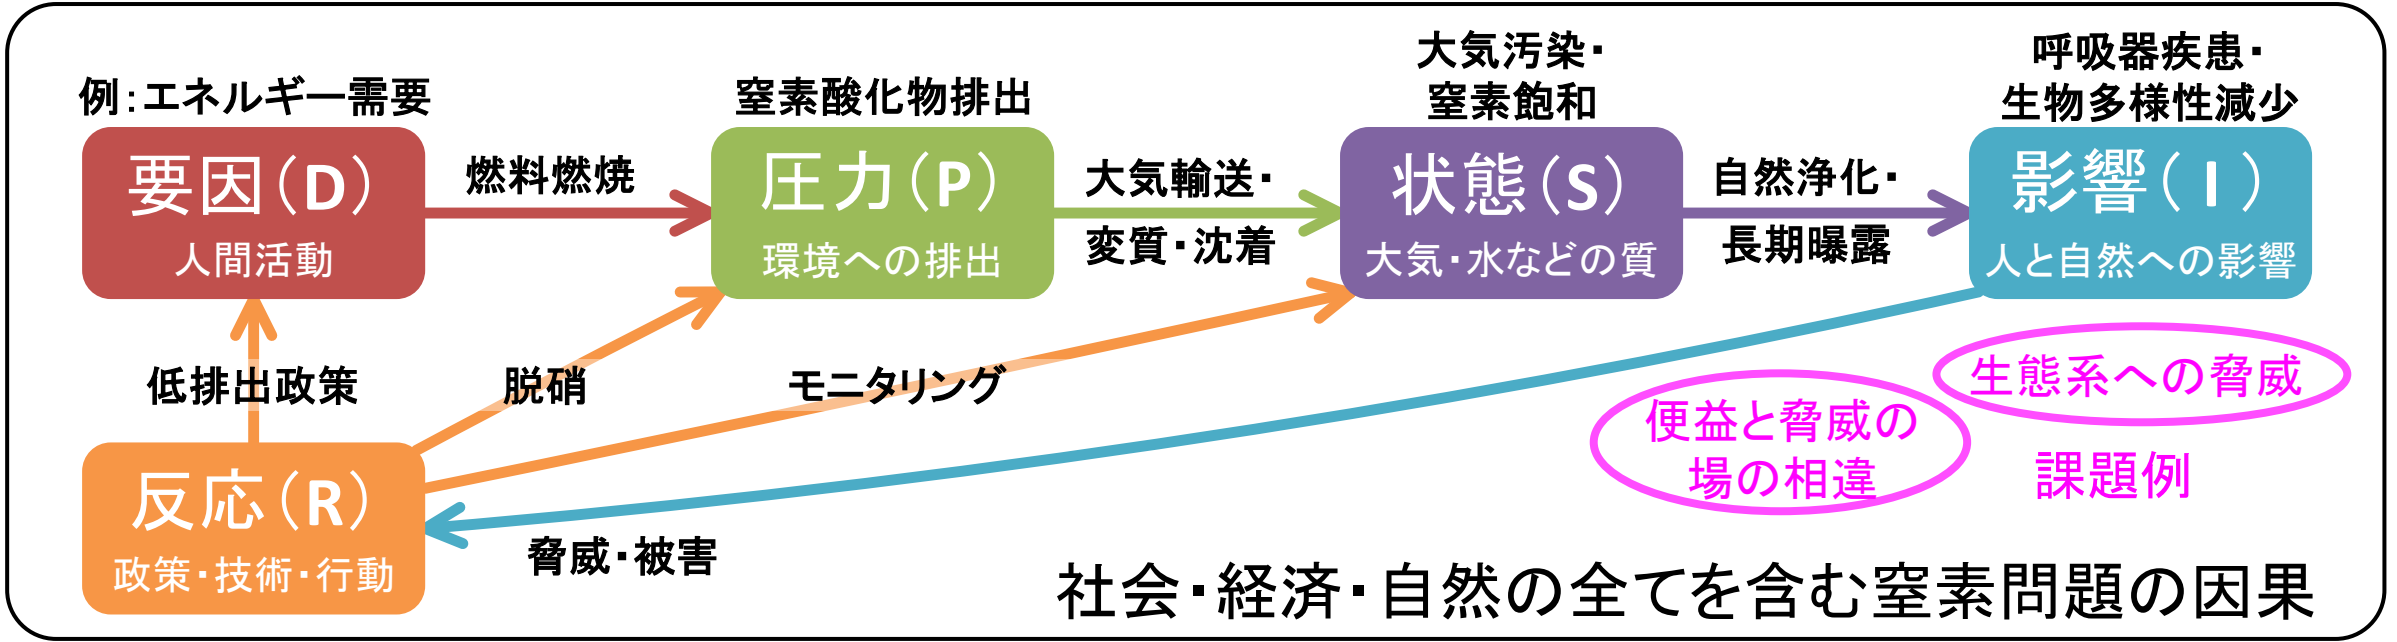 例：エネルギー需要
要因（D）
人間活動
燃料燃焼
窒素酸化物排出
圧力（P）
環境への排出
大気輸送・
変質・沈着
大気汚染・
窒素飽和
状態（S）
大気・水などの質
自然浄化・
長期曝露
呼吸器疾患・
生物多様性減少
影響（I）
人と自然への影響
低排出政策
脱硝
モニタリング
反応（R）
政策・技術・行動
脅威・被害
生態系への脅威
便益と脅威の
場の相違
課題例
社会・経済・自然の全てを含む窒素問題の因果